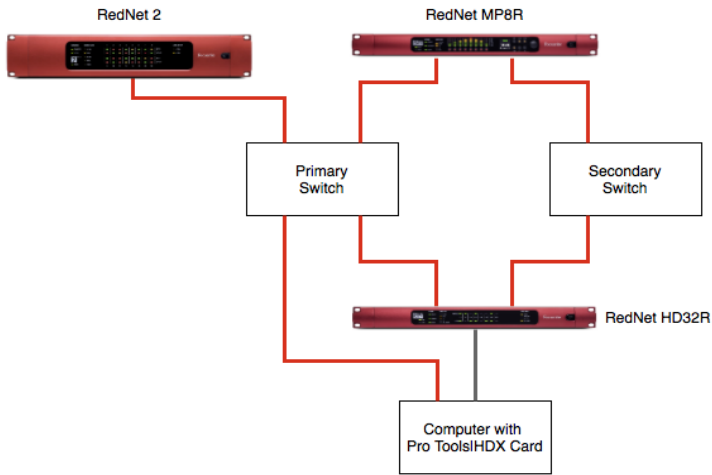 RedNet 2
RedNet MP8R
Primary
Switch
Secondary
Switch
RedNet HD32R
Computer with
Pro Tools|HDX Card